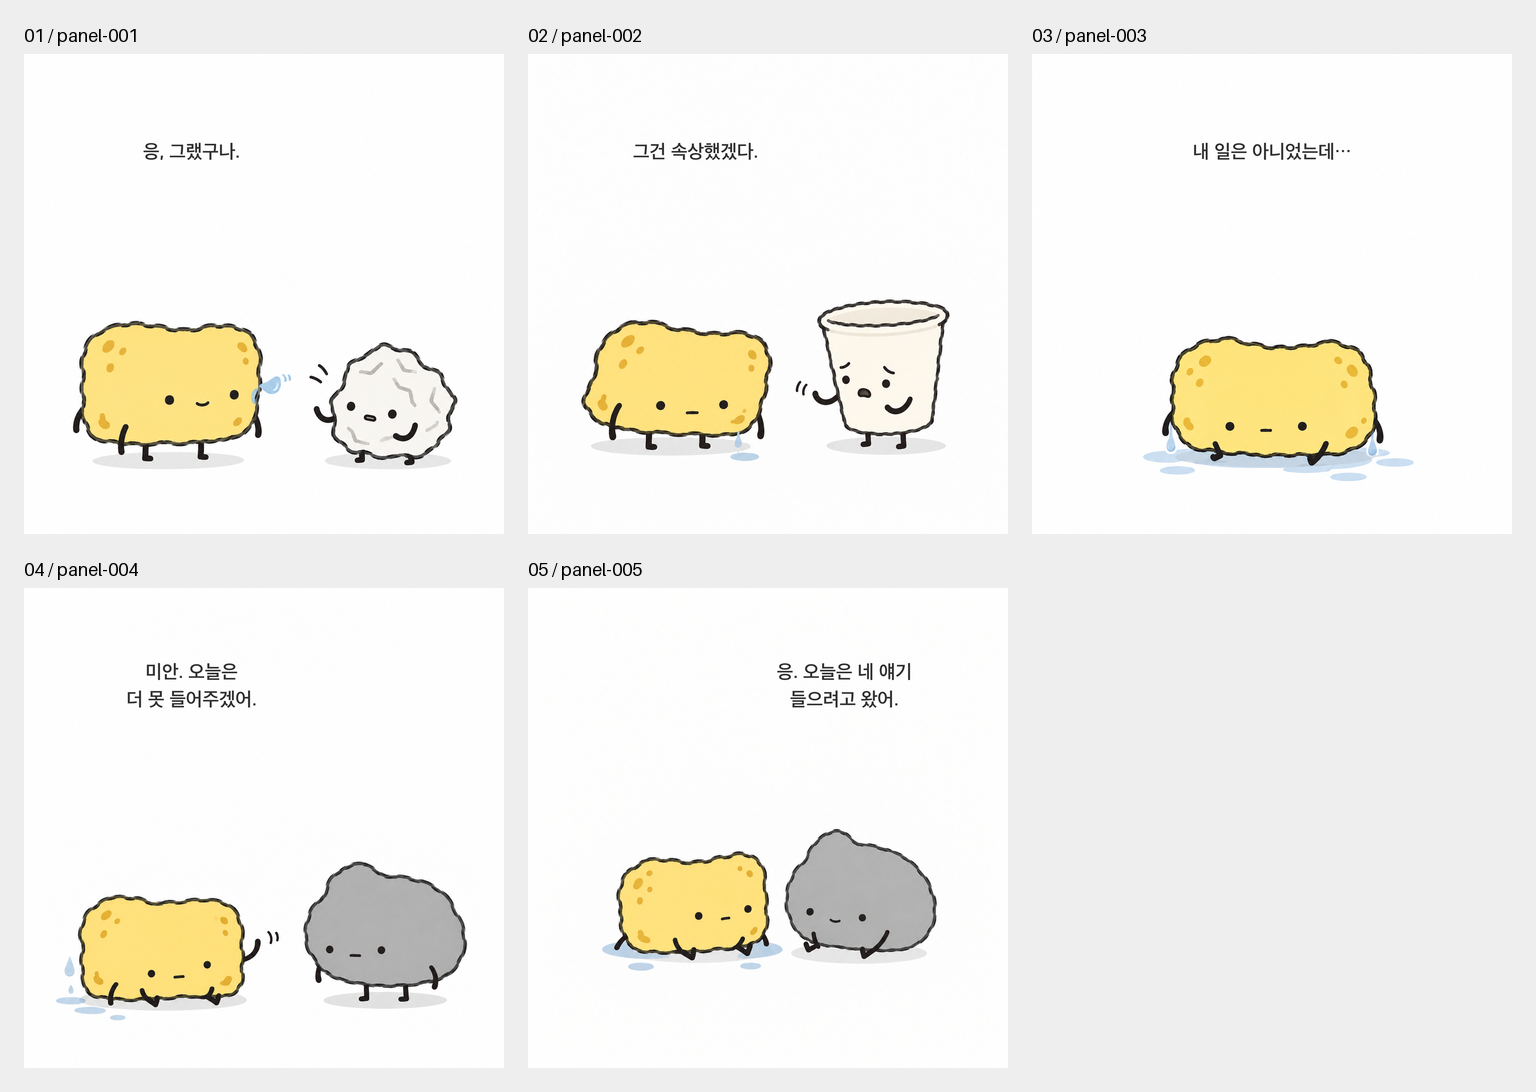 01 / panel-001
응, 그랬구나.
02 / panel-002
그건 속상했겠다.
03 / panel-003
내 일은 아니었는데…
04 / panel-004
미안. 오늘은
더 못 들어주겠어.
05 / panel-005
응. 오늘은 네 얘기
들으려고 왔어.